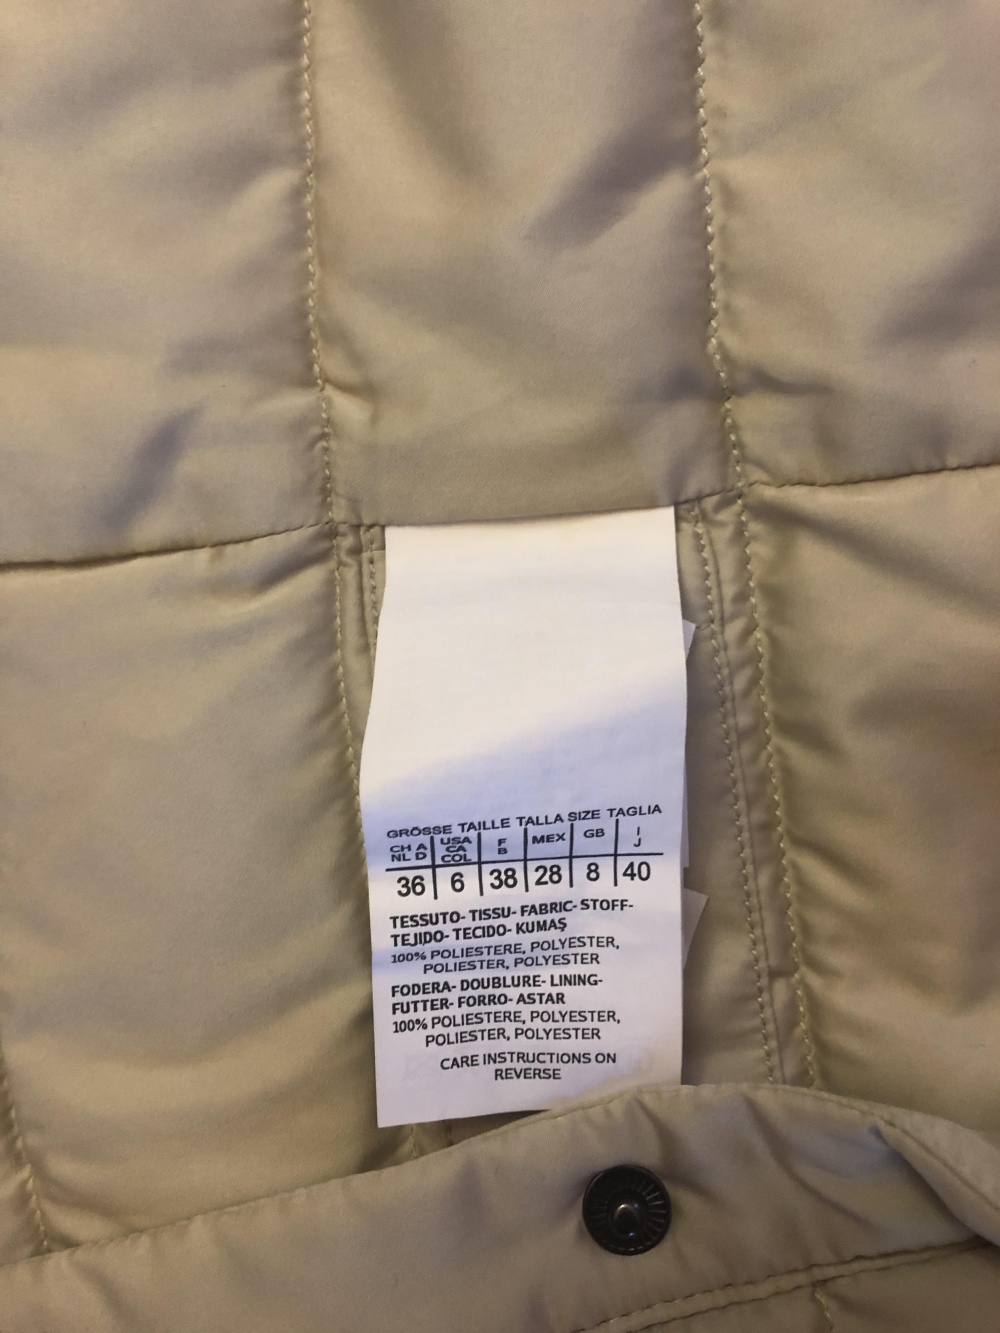 GRÖSSE TAILLE TALLA SIZE TAGLIA
CH A NL D USA CA COL F B MEX GB I J
36 6 38 28 8 40
TESSUTO- TISSU- FABRIC- STOFF-
TEJIDO- TECIDO- KUMAŞ
100% POLIESTERE, POLYESTER,
POLIESTER, POLYESTER
FODERA- DOUBLURE- LINING-
FUTTER- FORRO- ASTAR
100% POLIESTERE, POLYESTER,
POLIESTER, POLYESTER
CARE INSTRUCTIONS ON
REVERSE